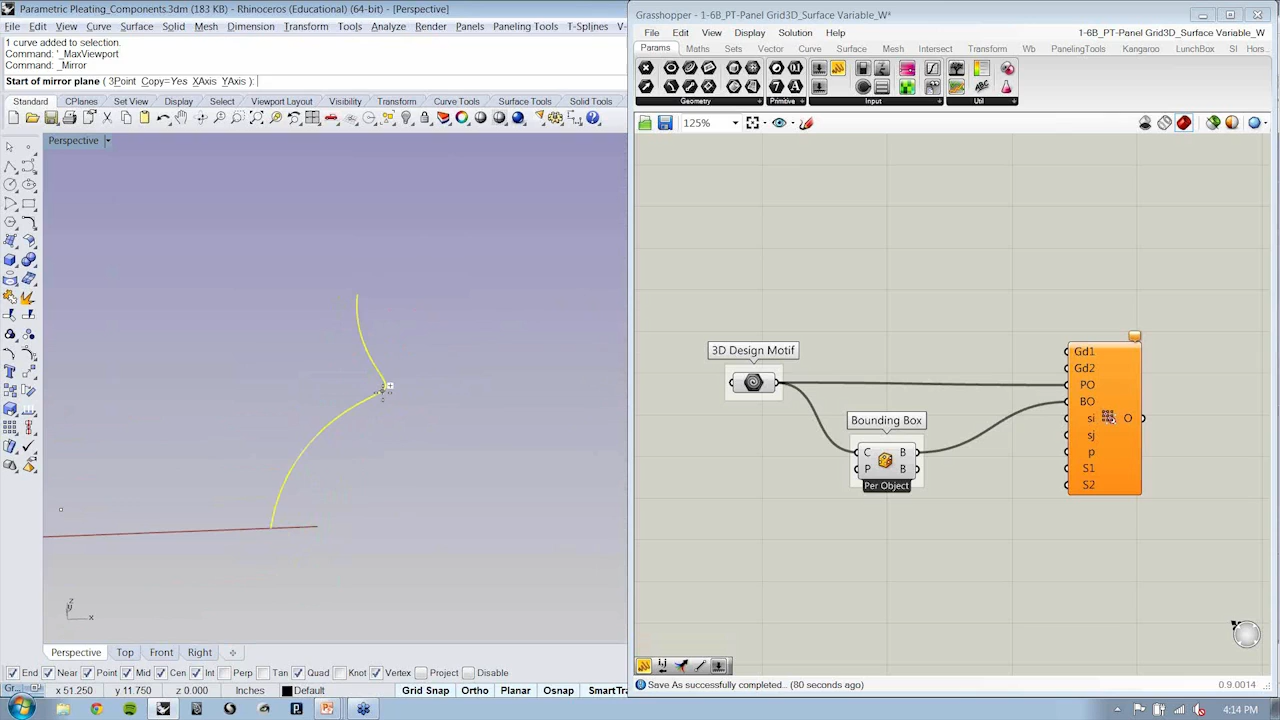 Parametric Pleating_Components.3dm (183 KB) - Rhinoceros (Educational) (64-bit) - [Perspective]
File Edit View Curve Surface Solid Mesh Dimension Transform Tools Analyze Render Panels Paneling Tools T-Splines
1 curve added to selection.
Command: '_MaxViewport
Command: _Mirror
Start of mirror plane ( 3Point Copy=Yes XAxis YAxis ):
Standard CPlanes Set View Display Select Viewport Layout Visibility Transform Curve Tools Surface Tools Solid Tools
Perspective
z
x
Perspective Top Front Right
End Near Point Mid Cen Int Perp Tan Quad Knot Vertex Project Disable
x 51.250 y 11.750 z 0.000 Inches Default Grid Snap Ortho Planar Osnap SmartTra
Grasshopper - 1-6B_PT-Panel Grid3D_Surface Variable_W*
File Edit View Display Solution Help 1-6B_PT-Panel Grid3D_Surface Variable_W
Params Maths Sets Vector Curve Surface Mesh Intersect Transform Wb PanelingTools Kangaroo LunchBox SI Hors
Geometry Primitive Input Util
125%
3D Design Motif
Bounding Box
C B
P B
Per Object
Gd1
Gd2
PO
BO
si O
sj
p
S1
S2
Save As successfully completed... (80 seconds ago) 0.9.0014
4:14 PM